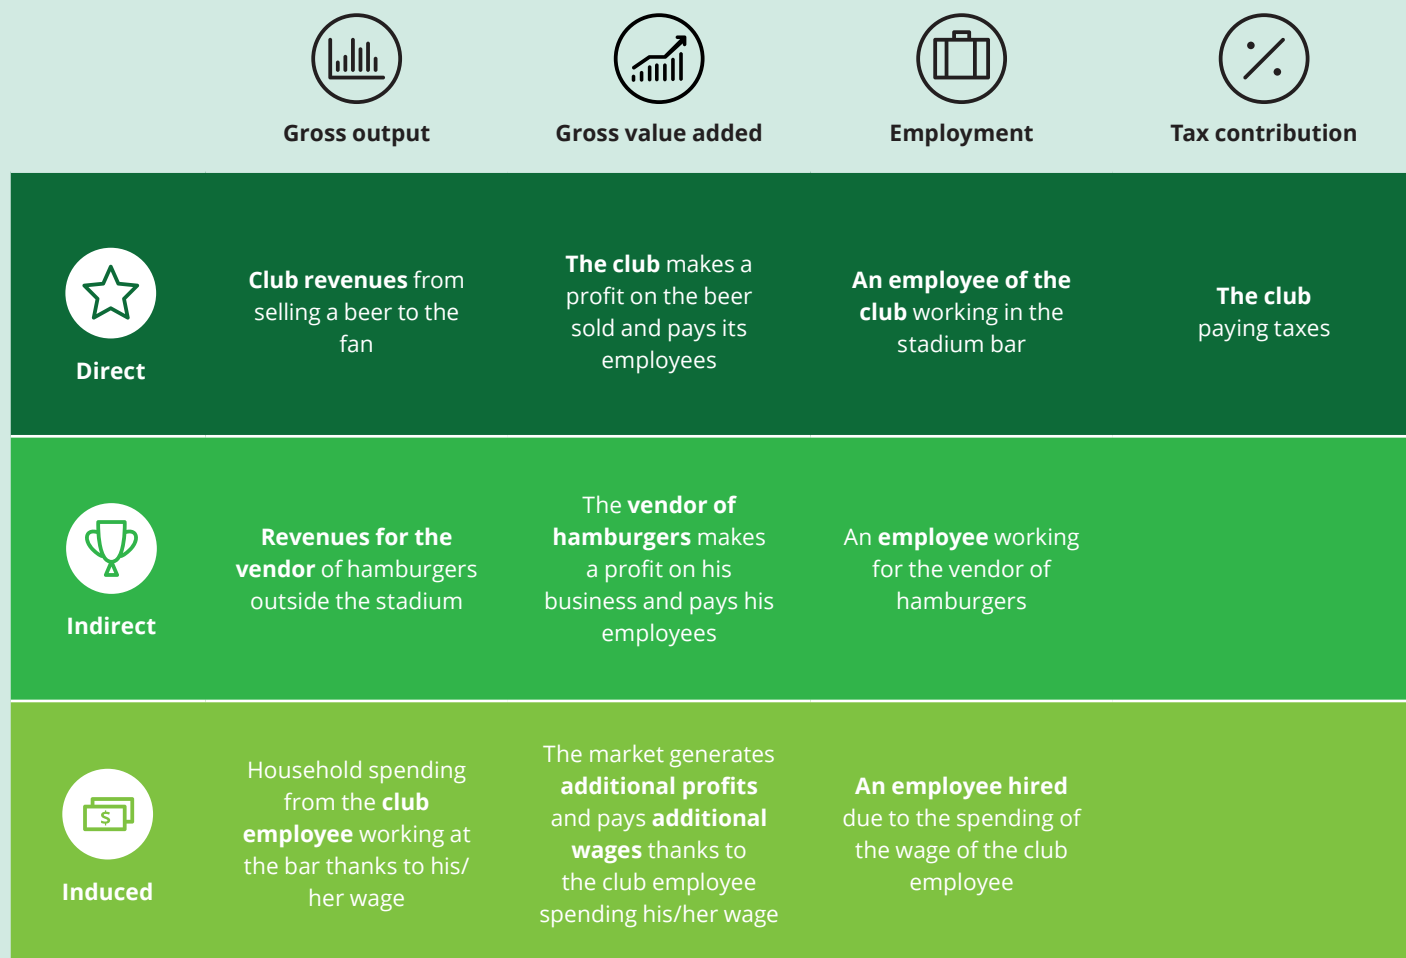 Gross output
Gross value added
Employment
Tax contribution
Direct
Club revenues from
selling a beer to the
fan
The club makes a
profit on the beer
sold and pays its
employees
An employee of the
club working in the
stadium bar
The club
paying taxes
Indirect
Revenues for the
vendor of hamburgers
outside the stadium
The vendor of
hamburgers makes
a profit on his
business and pays his
employees
An employee working
for the vendor of
hamburgers
$
Induced
Household spending
from the club
employee working at
the bar thanks to his/
her wage
The market generates
additional profits
and pays additional
wages thanks to
the club employee
spending his/her wage
An employee hired
due to the spending of
the wage of the club
employee